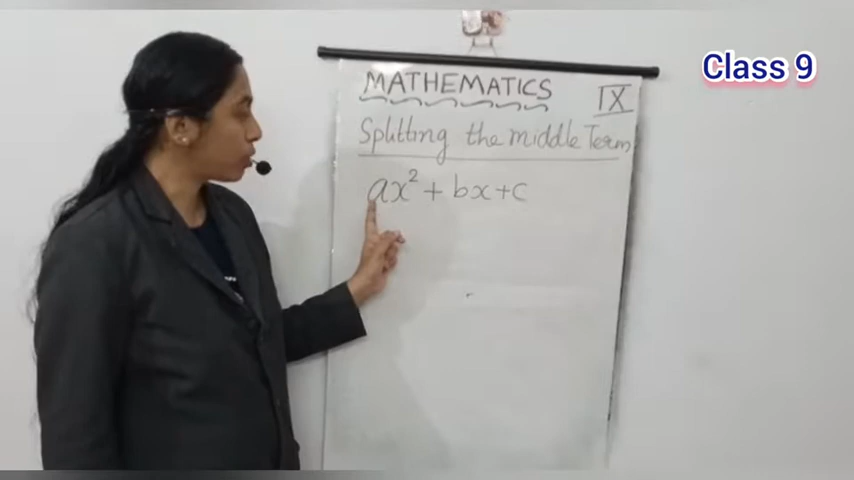 Class 9
MATHEMATICS IX
Splitting the middle Term
ax² + bx + c